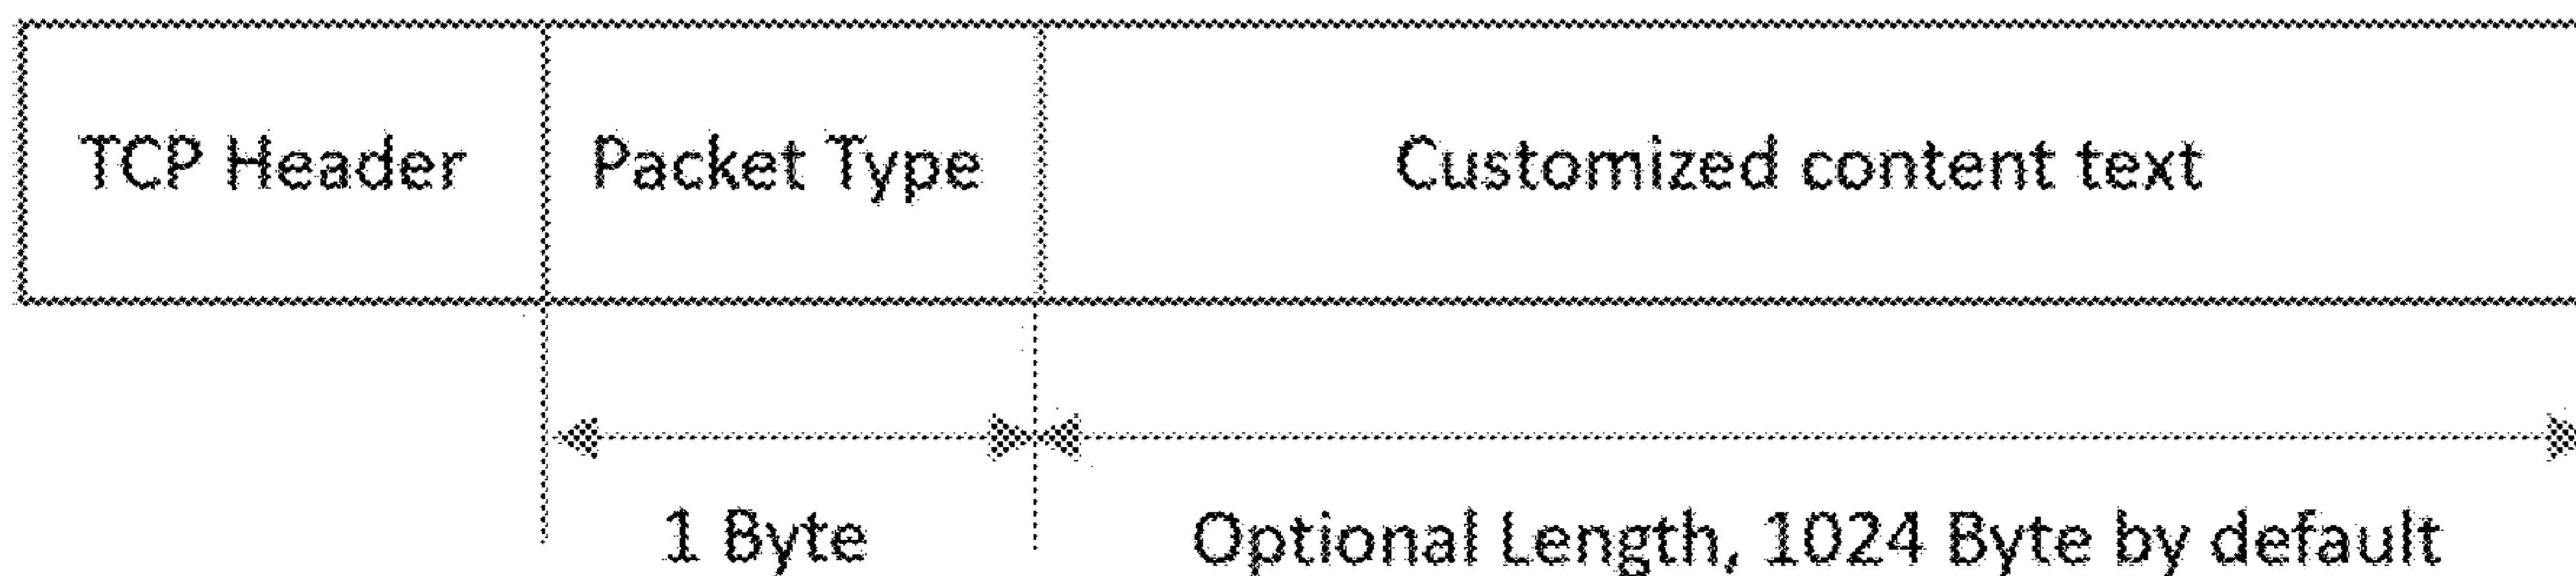 TCP Header Packet Type Customized content text
1 Byte Optional Length, 1024 Byte by default